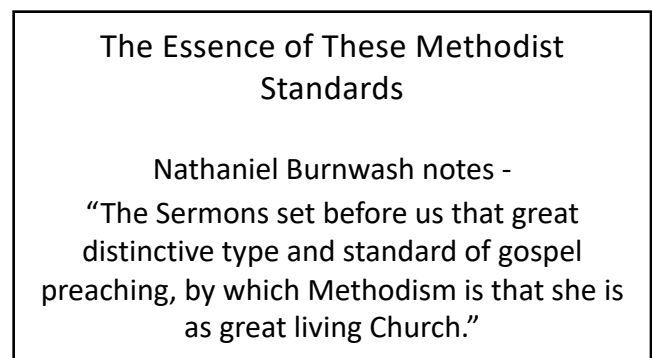 The Essence of These Methodist
Standards
Nathaniel Burnwash notes -
“The Sermons set before us that great
distinctive type and standard of gospel
preaching, by which Methodism is that she is
as great living Church.”